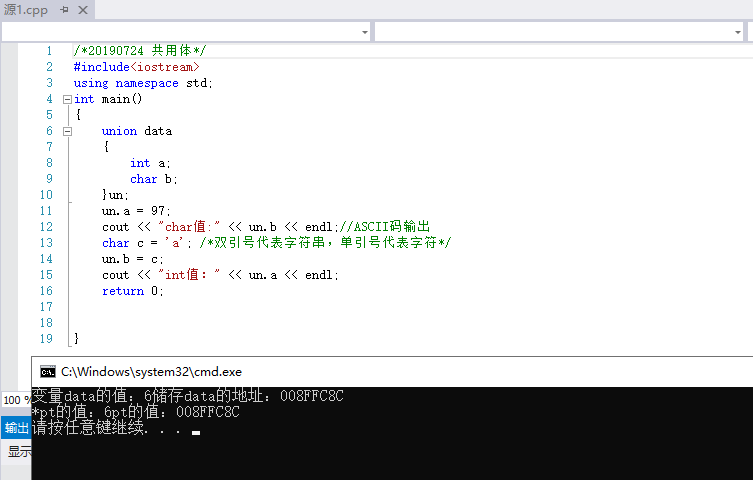 源1.cpp
1 /*20190724 共用体*/
2 #include<iostream>
3 using namespace std;
4 int main()
5 {
6 union data
7 {
8 int a;
9 char b;
10 }un;
11 un.a = 97;
12 cout << "char值:" << un.b << endl;//ASCII码输出
13 char c = 'a'; /*双引号代表字符串，单引号代表字符*/
14 un.b = c;
15 cout << "int值：" << un.a << endl;
16 return 0;
17
18
19 }
C:\Windows\system32\cmd.exe
变量data的值：6储存data的地址：008FFC8C
*pt的值：6pt的值：008FFC8C
请按任意键继续. . .
100 %
输出
显示